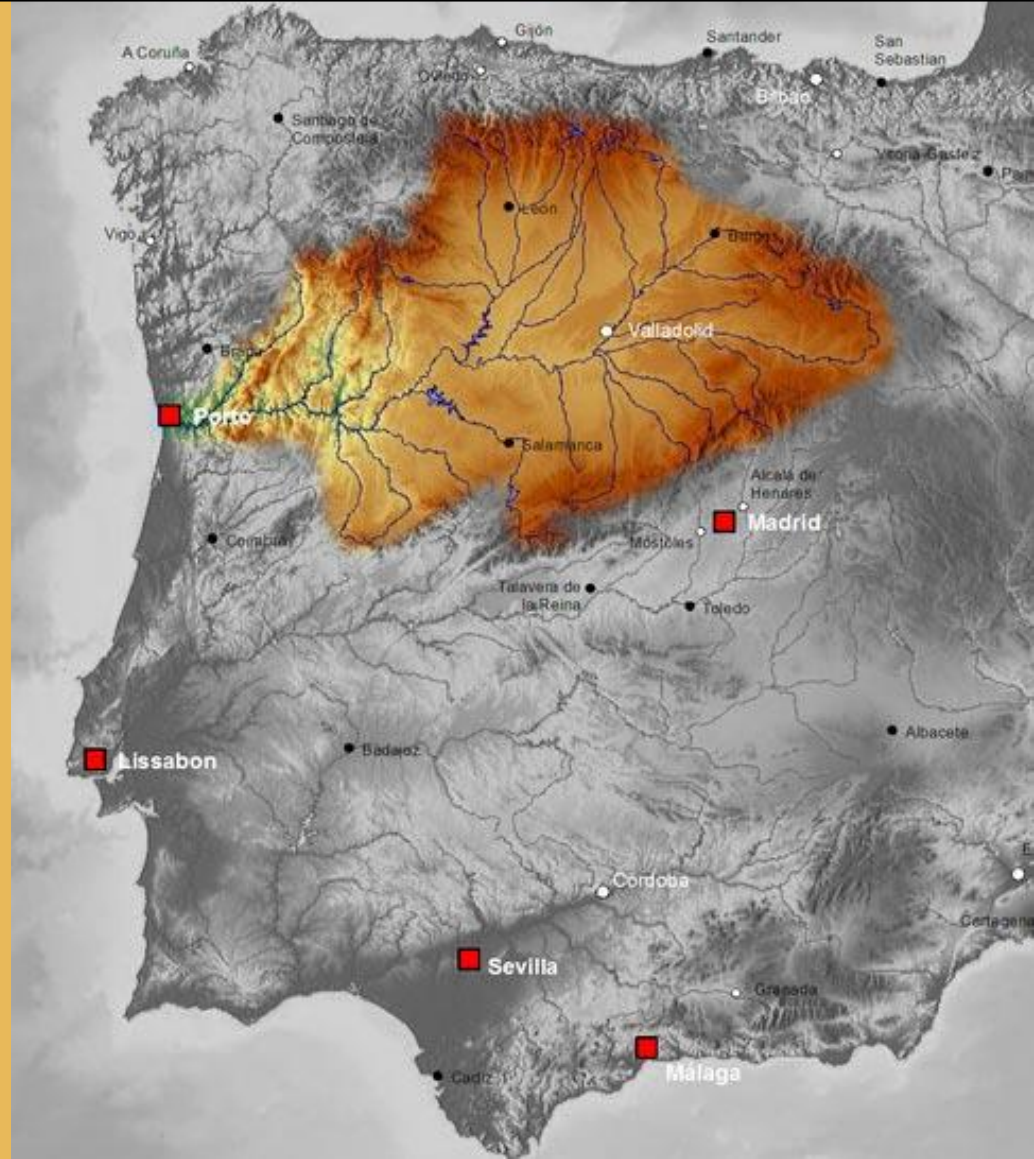 Gijón
A Coruña
Santander
San
Sebastian
Oviedo
Bilbao
Santiago de
Compostela
Vitoria-Gasteiz
León
Vigo
Burgos
Valladolid
Braga
Porto
Salamanca
Alcalá de
Henares
Madrid
Coimbra
Móstoles
Talavera de
la Reina
Toledo
Albacete
Badajoz
Lissabon
Cordoba
Cartagena
Sevilla
Granada
Málaga
Cadiz